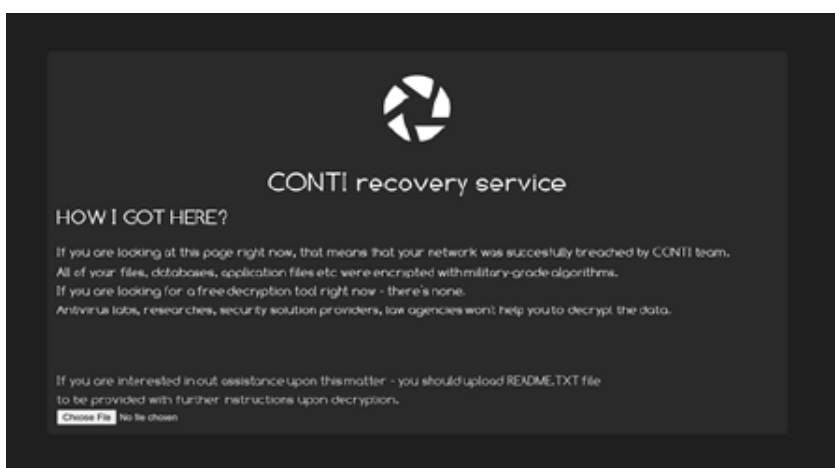 CONTI recovery service
HOW I GOT HERE?
If you are looking at this page right now, that means that your network was succesfully breached by CONTI team.
All of your files, databases, application files etc were encrypted with military-grade algorithms.
If you are looking for a free decryption tool right now - there's none.
Antivirus labs, researches, security solution providers, law agencies won't help you to decrypt the data.
If you are interested in out assistance upon this matter - you should upload README.TXT file
to be provided with further instructions upon decryption.
Choose File No file chosen